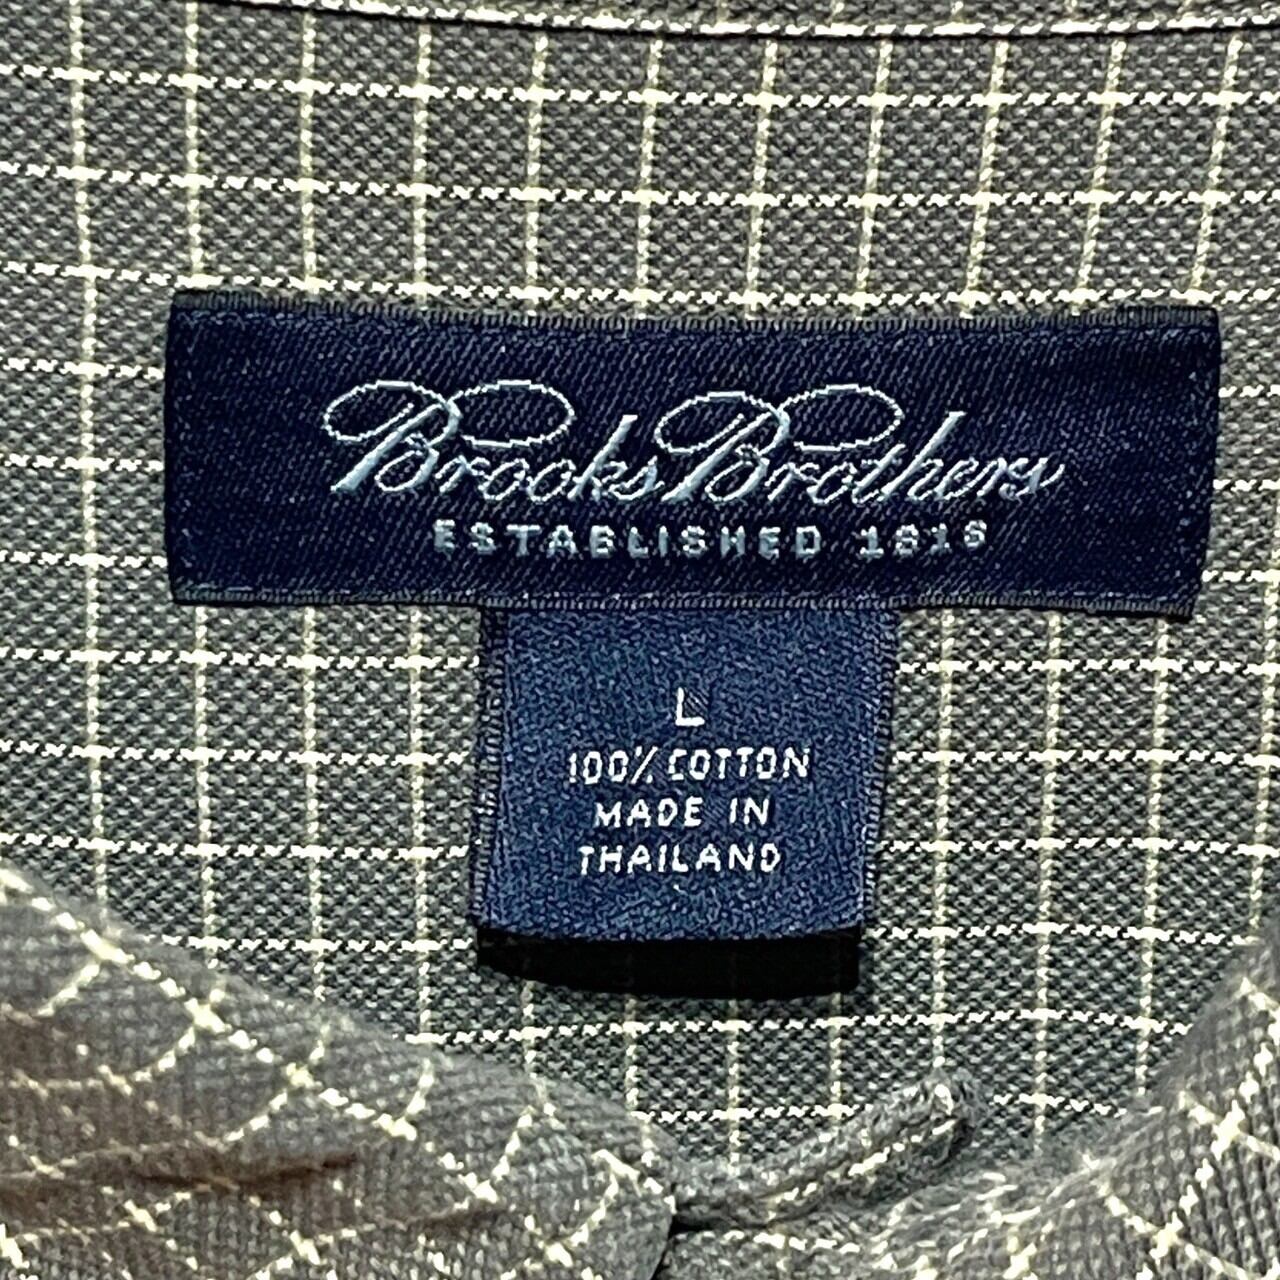 Brooks Brothers
ESTABLISHED 1818
L
100% COTTON
MADE IN
THAILAND